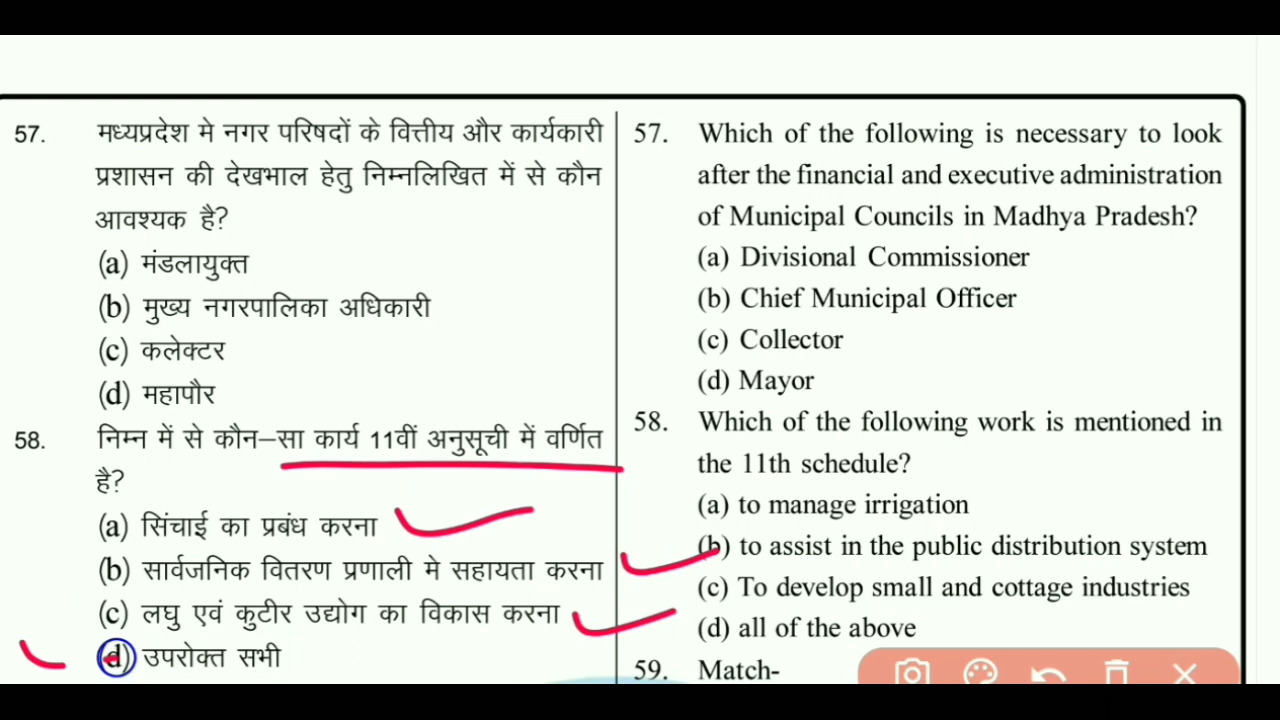 57. मध्यप्रदेश मे नगर परिषदों के वित्तीय और कार्यकारी
प्रशासन की देखभाल हेतु निम्नलिखित में से कौन
आवश्यक है?
(a) मंडलायुक्त
(b) मुख्य नगरपालिका अधिकारी
(c) कलेक्टर
(d) महापौर
58. निम्न में से कौन–सा कार्य 11वीं अनुसूची में वर्णित
है?
(a) सिंचाई का प्रबंध करना
(b) सार्वजनिक वितरण प्रणाली मे सहायता करना
(c) लघु एवं कुटीर उद्योग का विकास करना
(d) उपरोक्त सभी
57. Which of the following is necessary to look
after the financial and executive administration
of Municipal Councils in Madhya Pradesh?
(a) Divisional Commissioner
(b) Chief Municipal Officer
(c) Collector
(d) Mayor
58. Which of the following work is mentioned in
the 11th schedule?
(a) to manage irrigation
(b) to assist in the public distribution system
(c) To develop small and cottage industries
(d) all of the above
59. Match-